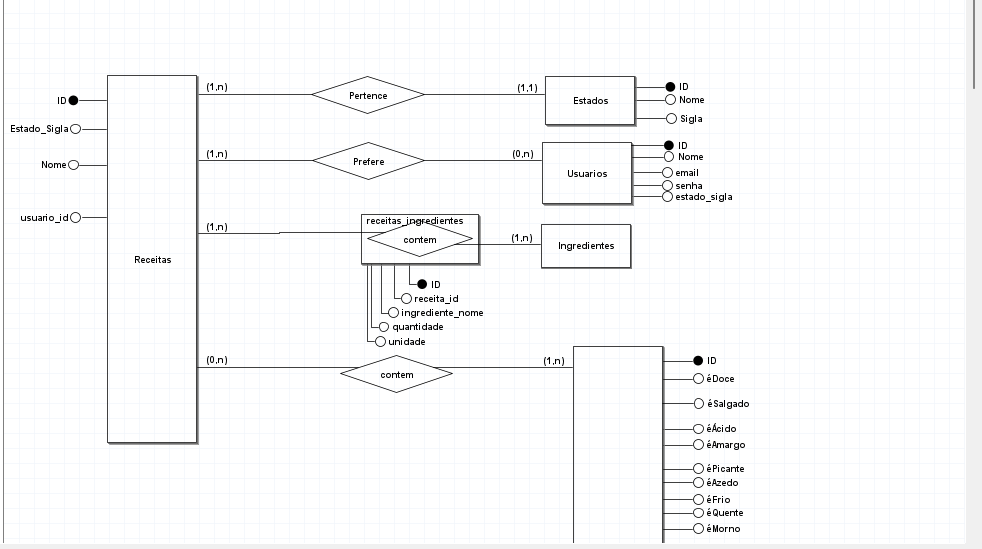 (1,n)
Pertence
(1,1)
Estados
ID
Nome
Sigla
ID
Estado_Sigla
Nome
usuario_id
Receitas
(1,n)
Prefere
(0,n)
Usuarios
ID
Nome
email
senha
estado_sigla
(1,n)
receitas_ingredientes
contem
(1,n)
Ingredientes
ID
receita_id
ingrediente_nome
quantidade
unidade
(0,n)
contem
(1,n)
ID
éDoce
éSalgado
éÁcido
éAmargo
éPicante
éAzedo
éFrio
éQuente
éMorno